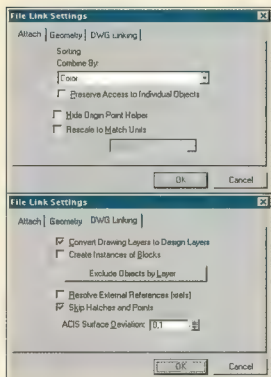 File Link Settings
Attach Geometry DWG Linking
Sorting
Combine By:
Color
Preserve Access to Individual Objects
Hide Origin Point Helper
Rescale to Match Units
OK Cancel
File Link Settings
Attach Geometry DWG Linking
Convert Drawing Layers to Design Layers
Create Instances of Blocks
Exclude Objects by Layer
Resolve External References (xrefs)
Skip Hatches and Points
ACIS Surface Deviation: 0,1
OK Cancel